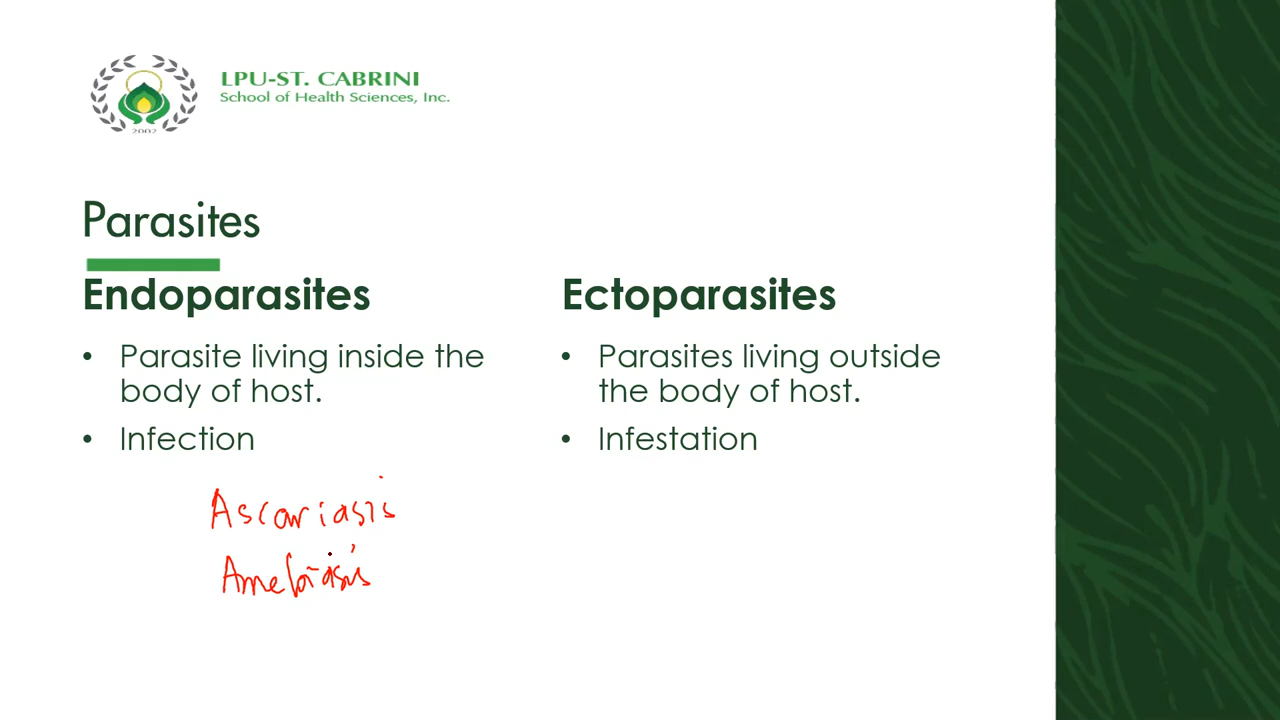 LPU-ST. CABRINI
School of Health Sciences, Inc.
2002
Parasites
Endoparasites
• Parasite living inside the
body of host.
• Infection
Ascariasis
Amebiasis
Ectoparasites
• Parasites living outside
the body of host.
• Infestation